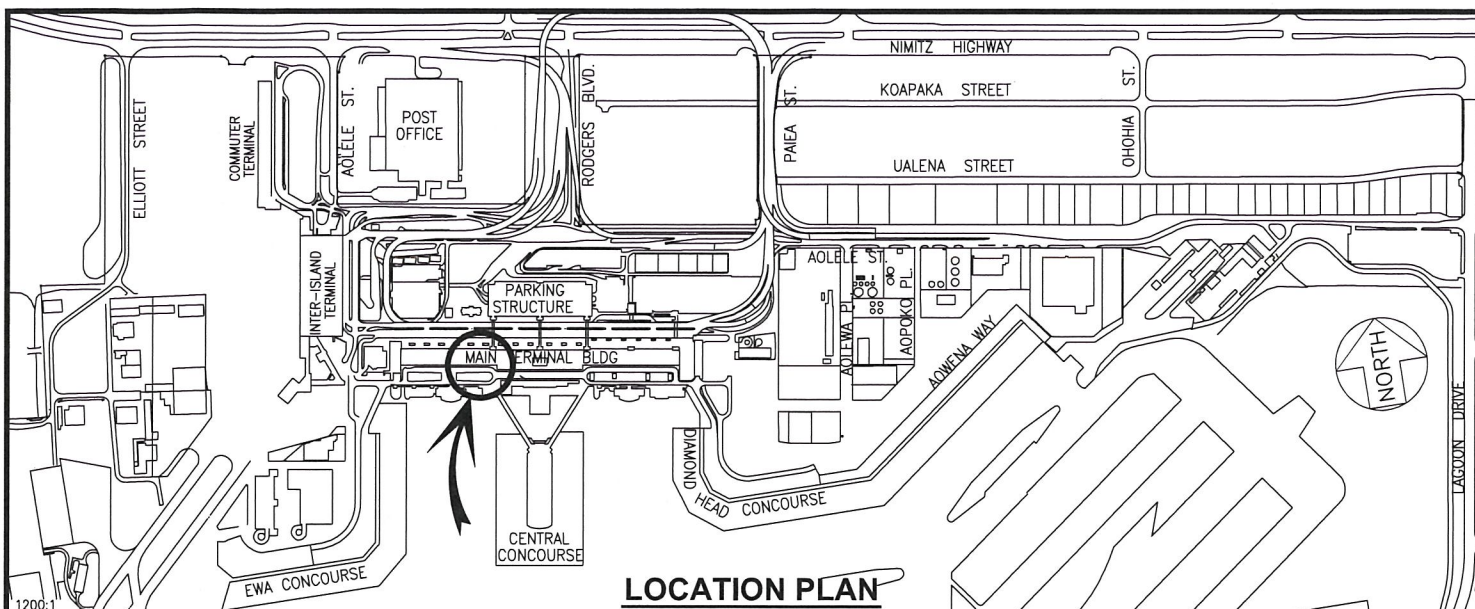 NIMITZ HIGHWAY
KOAPAKA STREET
UALENA STREET
ELLIOTT STREET
COMMUTER
TERMINAL
AOLELE ST.
POST
OFFICE
RODGERS BLVD.
PAIEA ST.
OHOHIA ST.
INTER-ISLAND
TERMINAL
PARKING
STRUCTURE
MAIN TERMINAL BLDG
AOLELE ST.
AOLEWA PL.
AOPOKO PL.
AOWENA WAY
NORTH
LAGOON DRIVE
DIAMOND
HEAD CONCOURSE
CENTRAL
CONCOURSE
EWA CONCOURSE
LOCATION PLAN
1200:1